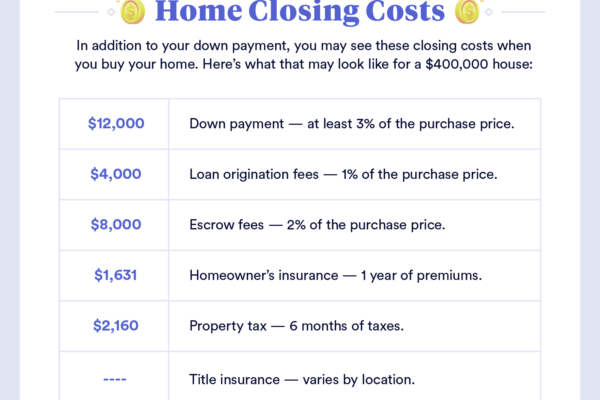 Home Closing Costs
In addition to your down payment, you may see these closing costs when
you buy your home. Here’s what that may look like for a $400,000 house:
$12,000 Down payment — at least 3% of the purchase price.
$4,000 Loan origination fees — 1% of the purchase price.
$8,000 Escrow fees — 2% of the purchase price.
$1,631 Homeowner’s insurance — 1 year of premiums.
$2,160 Property tax — 6 months of taxes.
---- Title insurance — varies by location.